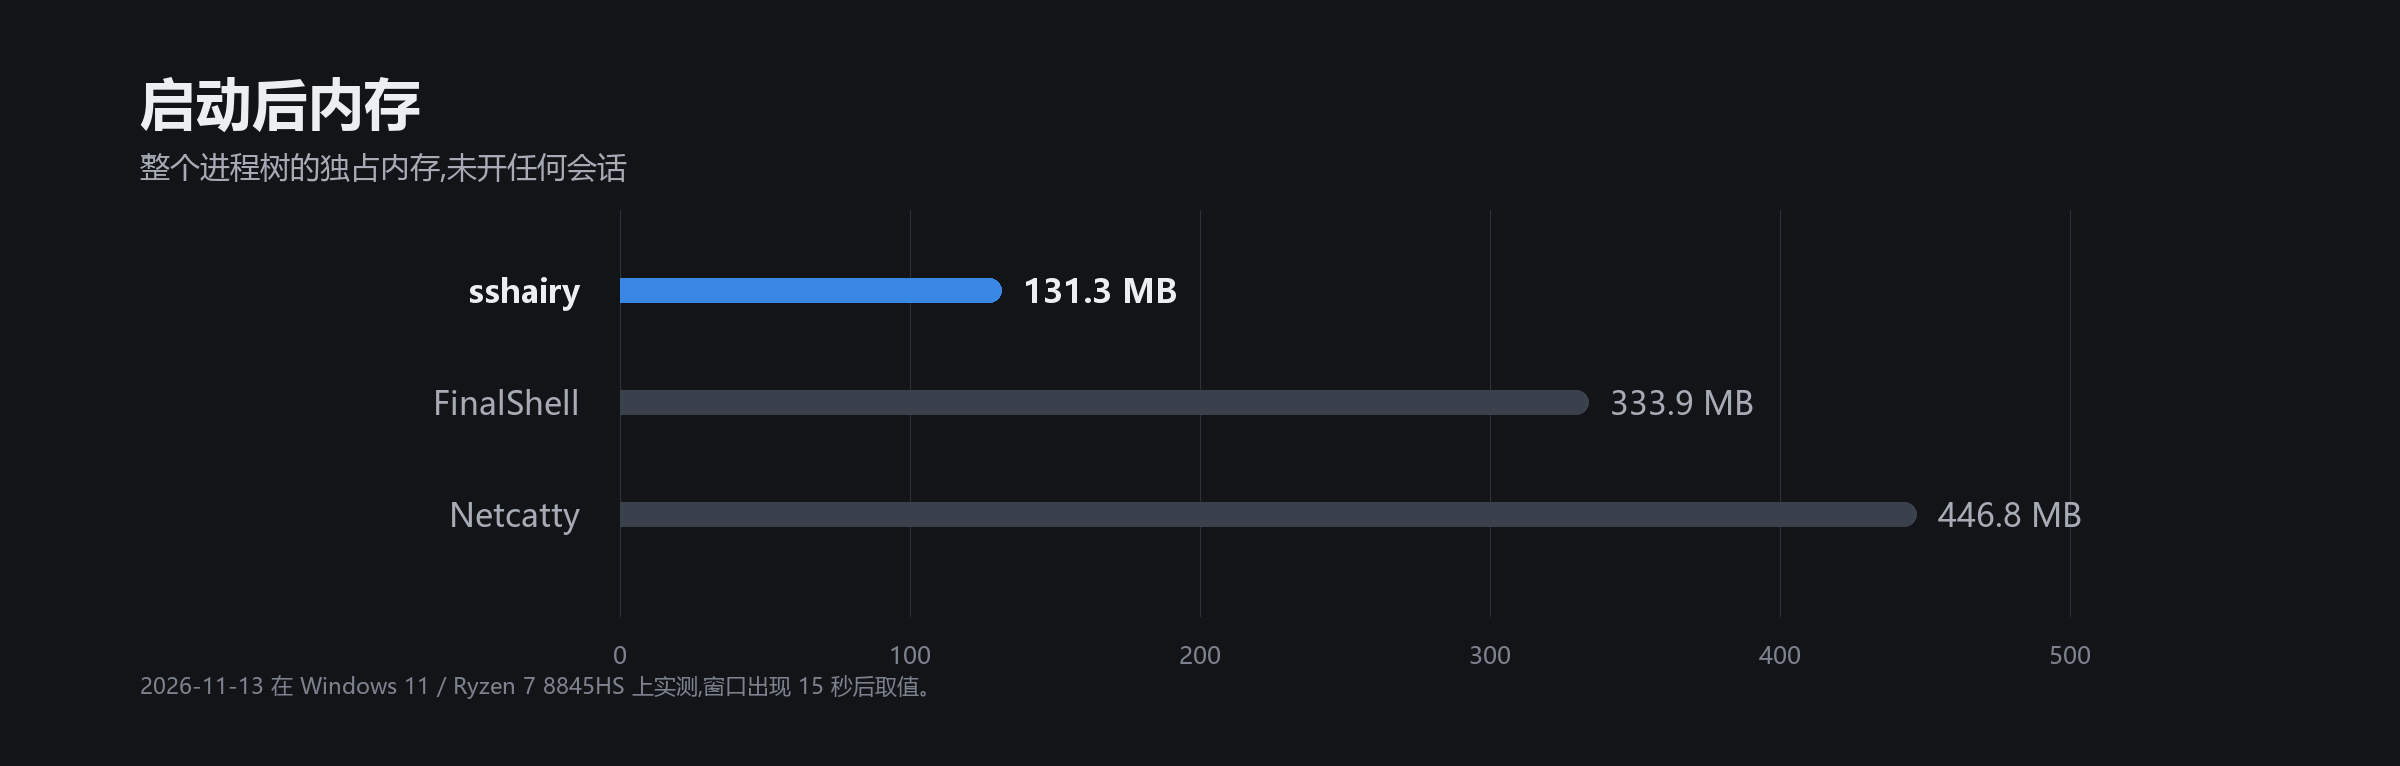 启动后内存
整个进程树的独占内存,未开任何会话
sshairy 131.3 MB
FinalShell 333.9 MB
Netcatty 446.8 MB
0 100 200 300 400 500
2026-11-13 在 Windows 11 / Ryzen 7 8845HS 上实测,窗口出现 15 秒后取值。